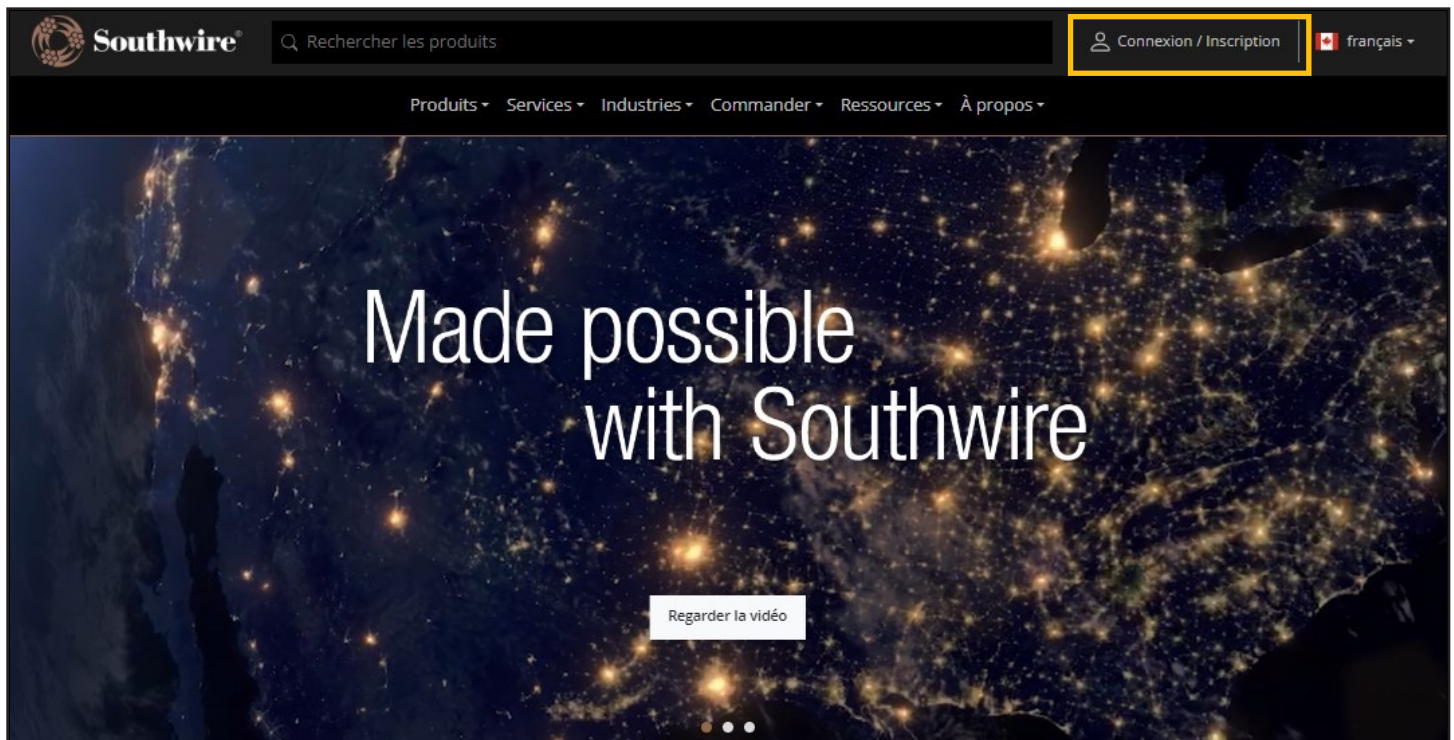 Southwire®
Rechercher les produits
Connexion / Inscription
français
Produits Services Industries Commander Ressources À propos
Made possible
with Southwire
Regarder la vidéo